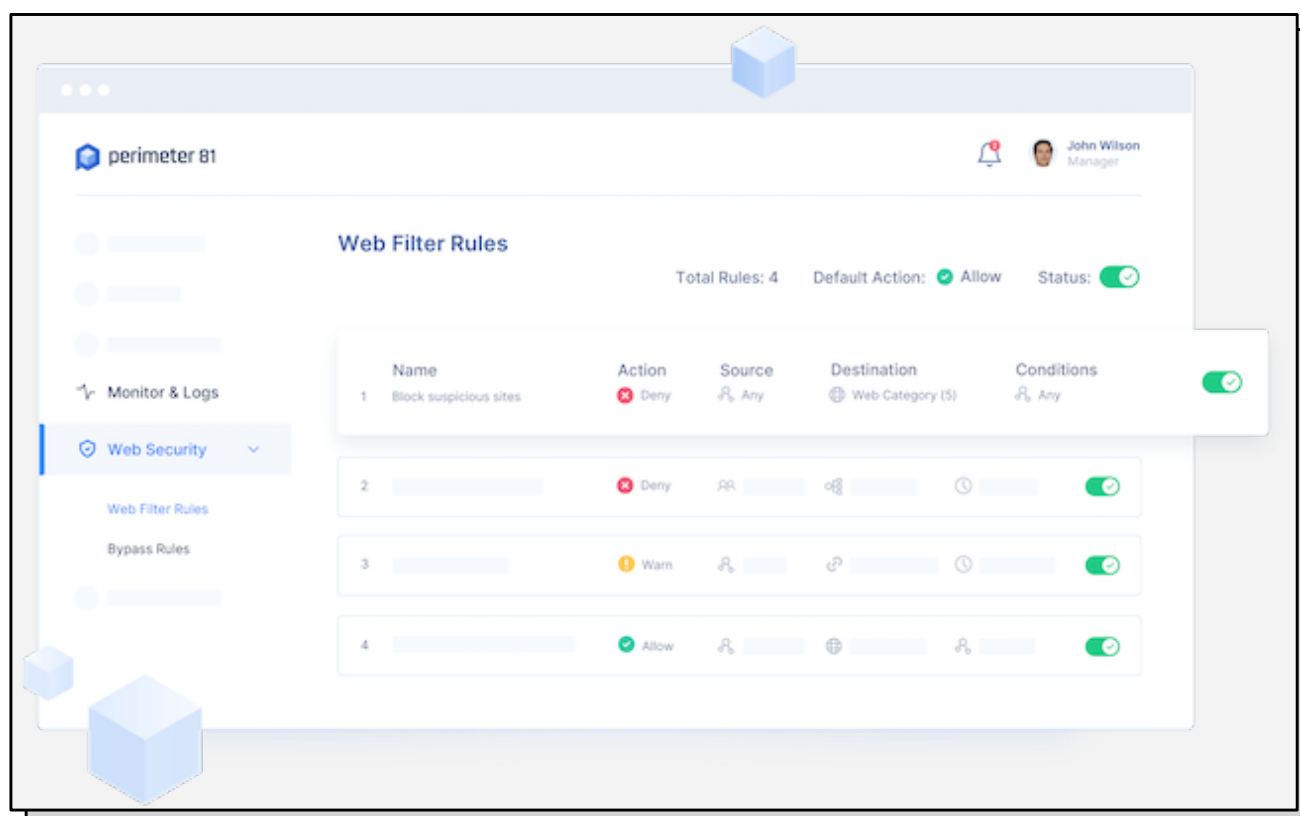 perimeter 81
2
John Wilson
Manager
Web Filter Rules
Total Rules: 4 Default Action: Allow Status:
Name Action Source Destination Conditions
1 Block suspicious sites Deny Any Web Category (5) Any
Monitor & Logs
Web Security
Web Filter Rules
Bypass Rules
2 Deny
3 Warn
4 Allow